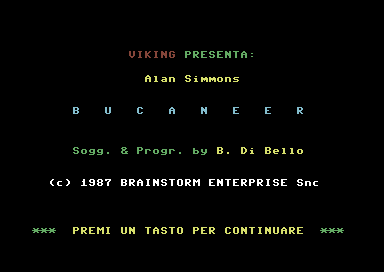 VIKING PRESENTA:
Alan Simmons
B U C A N E E R
Sogg. & Progr. by B. Di Bello
(c) 1987 BRAINSTORM ENTERPRISE Snc
*** PREMI UN TASTO PER CONTINUARE ***